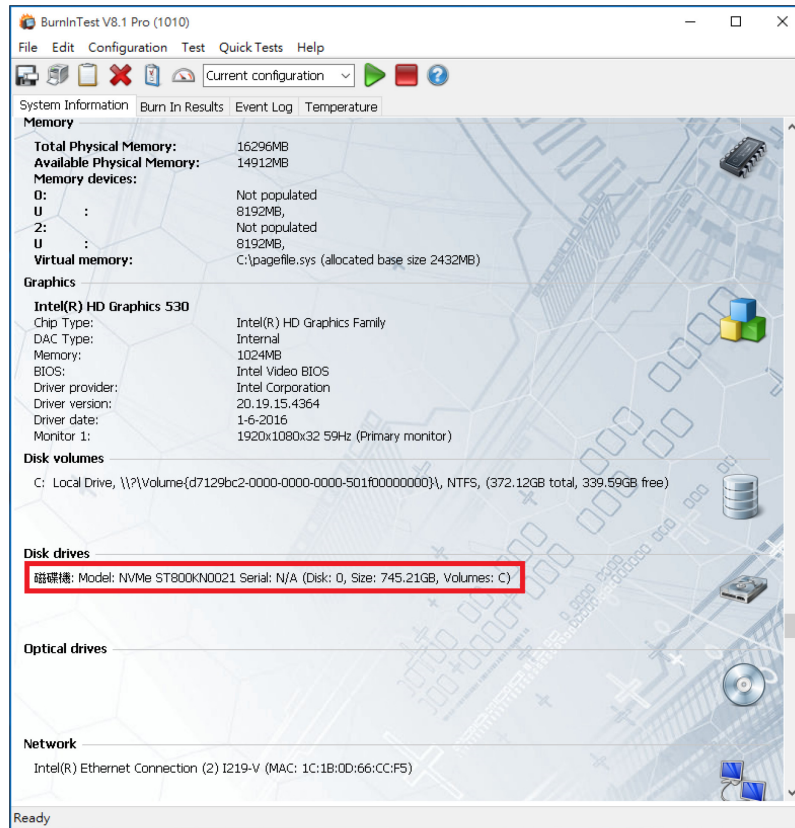 BurnInTest V8.1 Pro (1010)
File Edit Configuration Test Quick Tests Help
Current configuration
System Information Burn In Results Event Log Temperature
Memory
Total Physical Memory: 16296MB
Available Physical Memory: 14912MB
Memory devices:
0: Not populated
U : 8192MB,
2: Not populated
U : 8192MB,
Virtual memory: C:\pagefile.sys (allocated base size 2432MB)
Graphics
Intel(R) HD Graphics 530
Chip Type: Intel(R) HD Graphics Family
DAC Type: Internal
Memory: 1024MB
BIOS: Intel Video BIOS
Driver provider: Intel Corporation
Driver version: 20.19.15.4364
Driver date: 1-6-2016
Monitor 1: 1920x1080x32 59Hz (Primary monitor)
Disk volumes
C: Local Drive, \\?\Volume{d7129bc2-0000-0000-0000-501f00000000}\, NTFS, (372.12GB total, 339.59GB free)
Disk drives
磁碟機: Model: NVMe ST800KN0021 Serial: N/A (Disk: 0, Size: 745.21GB, Volumes: C)
Optical drives
Network
Intel(R) Ethernet Connection (2) I219-V (MAC: 1C:1B:0D:66:CC:F5)
Ready